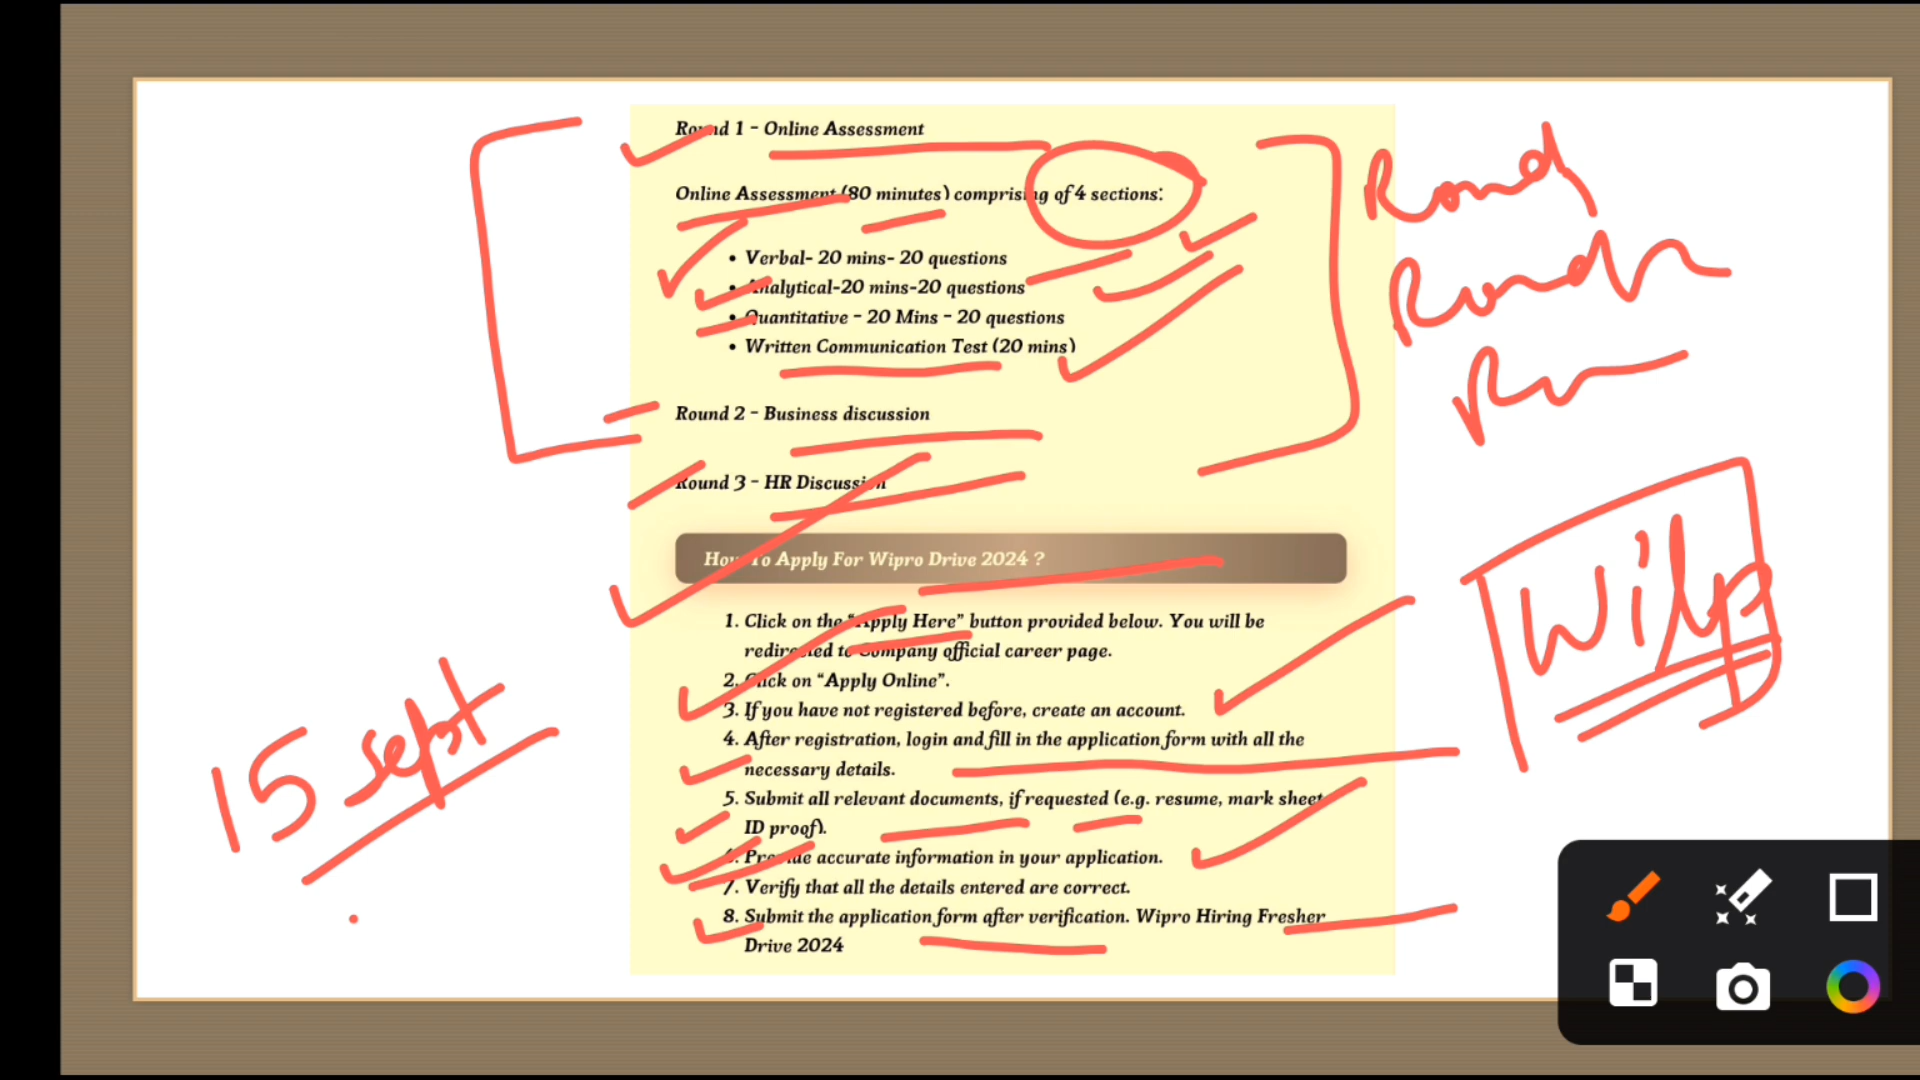 Round 1 - Online Assessment
Online Assessment (80 minutes) comprising of 4 sections:
• Verbal- 20 mins- 20 questions
• Analytical-20 mins-20 questions
• Quantitative - 20 Mins - 20 questions
• Written Communication Test (20 mins)
Round 2 - Business discussion
Round 3 - HR Discussion
How To Apply For Wipro Drive 2024 ?
1. Click on the "Apply Here" button provided below. You will be
redirected to Company official career page.
2. Click on "Apply Online".
3. If you have not registered before, create an account.
4. After registration, login and fill in the application form with all the
necessary details.
5. Submit all relevant documents, if requested (e.g. resume, mark sheet,
ID proof).
6. Provide accurate information in your application.
7. Verify that all the details entered are correct.
8. Submit the application form after verification. Wipro Hiring Fresher
Drive 2024
15 sept
Wilp